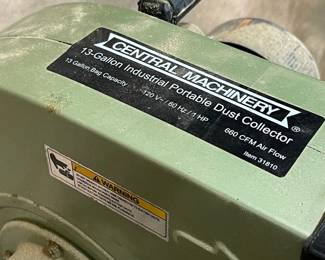 CENTRAL MACHINERY®
13-Gallon Industrial Portable Dust Collector
13 Gallon Bag Capacity 120 V~ / 60 Hz / 1 HP 660 CFM Air Flow
Item 31810
WARNING